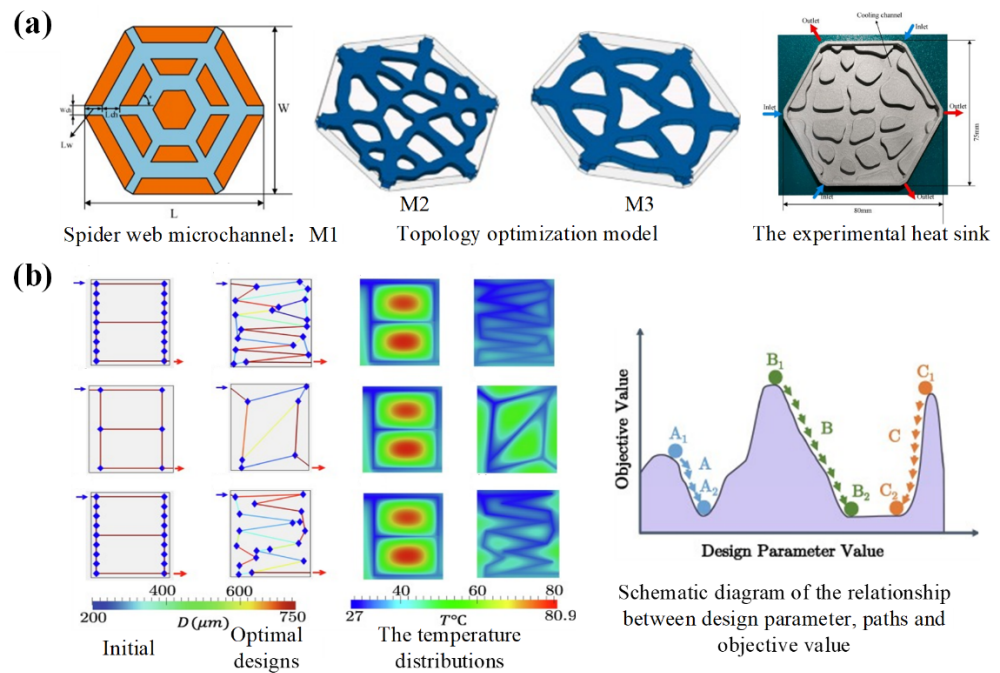 (a)
Wch
Lch
Lw
W
L
Spider web microchannel: M1
M2
M3
Topology optimization model
Outlet
Cooling channel
Inlet
Inlet
Outlet
75mm
Inlet
Outlet
80mm
The experimental heat sink
(b)
400
600
200
D(μm)
750
Initial
Optimal
designs
40
60
80
27
T°C
80.9
The temperature
distributions
Objective Value
A1
A
A2
B1
B
B2
C1
C
C2
Design Parameter Value
Schematic diagram of the relationship
between design parameter, paths and
objective value